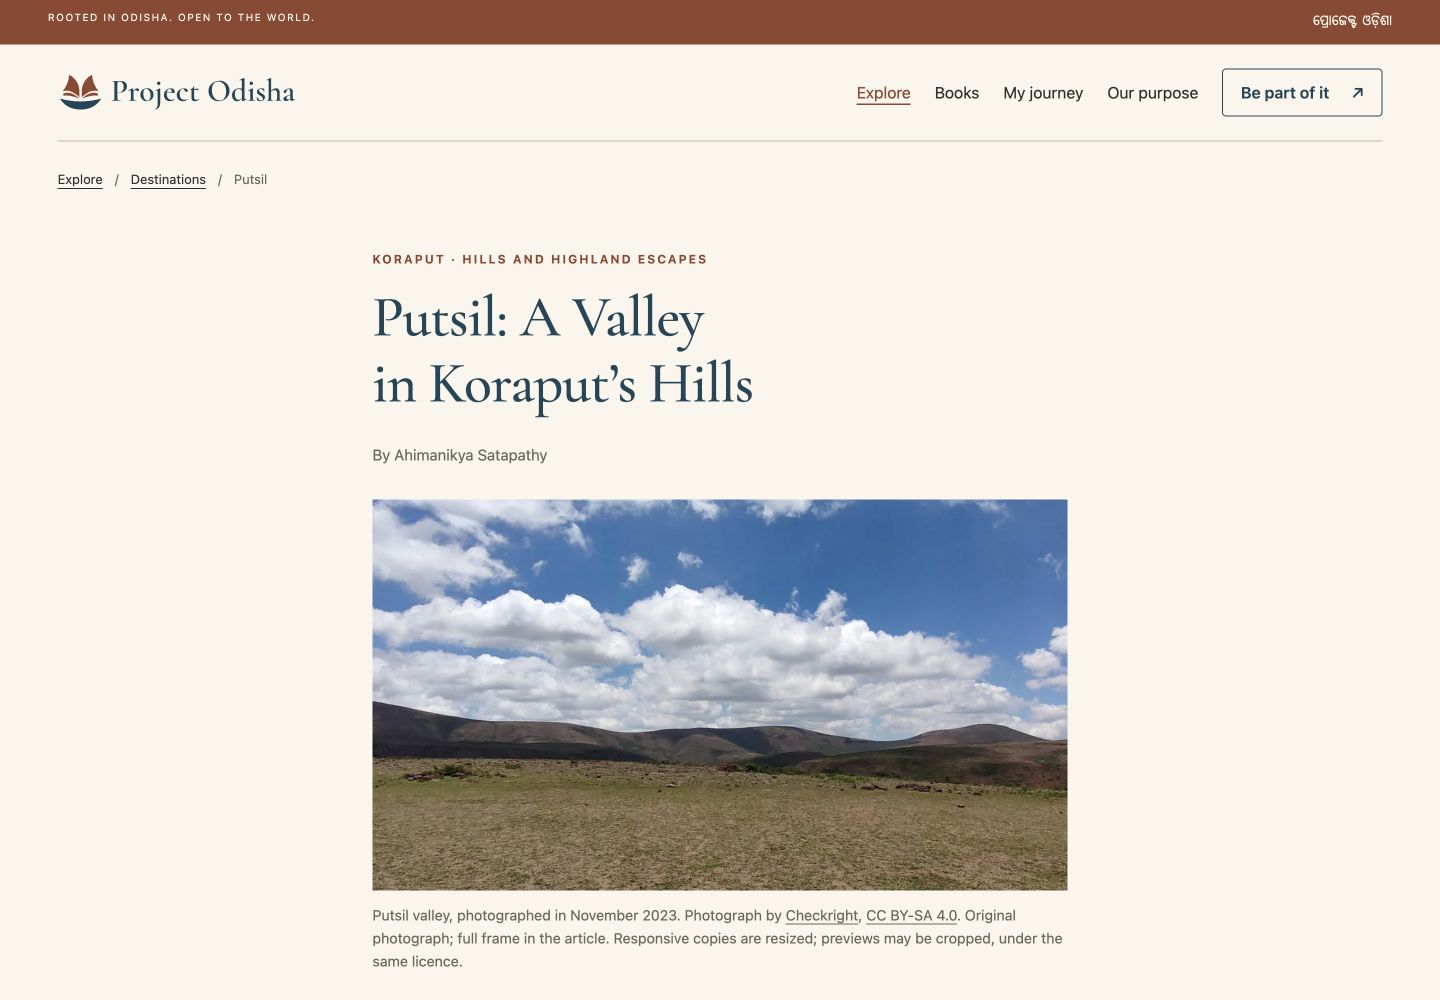 ROOTED IN ODISHA. OPEN TO THE WORLD.
ପ୍ରୋଜେକ୍ଟ ଓଡ଼ିଶା
Project Odisha
Explore
Books
My journey
Our purpose
Be part of it
Explore / Destinations / Putsil
KORAPUT · HILLS AND HIGHLAND ESCAPES
Putsil: A Valley
in Koraput’s Hills
By Ahimanikya Satapathy
Putsil valley, photographed in November 2023. Photograph by Checkright, CC BY-SA 4.0. Original
photograph; full frame in the article. Responsive copies are resized; previews may be cropped, under the
same licence.